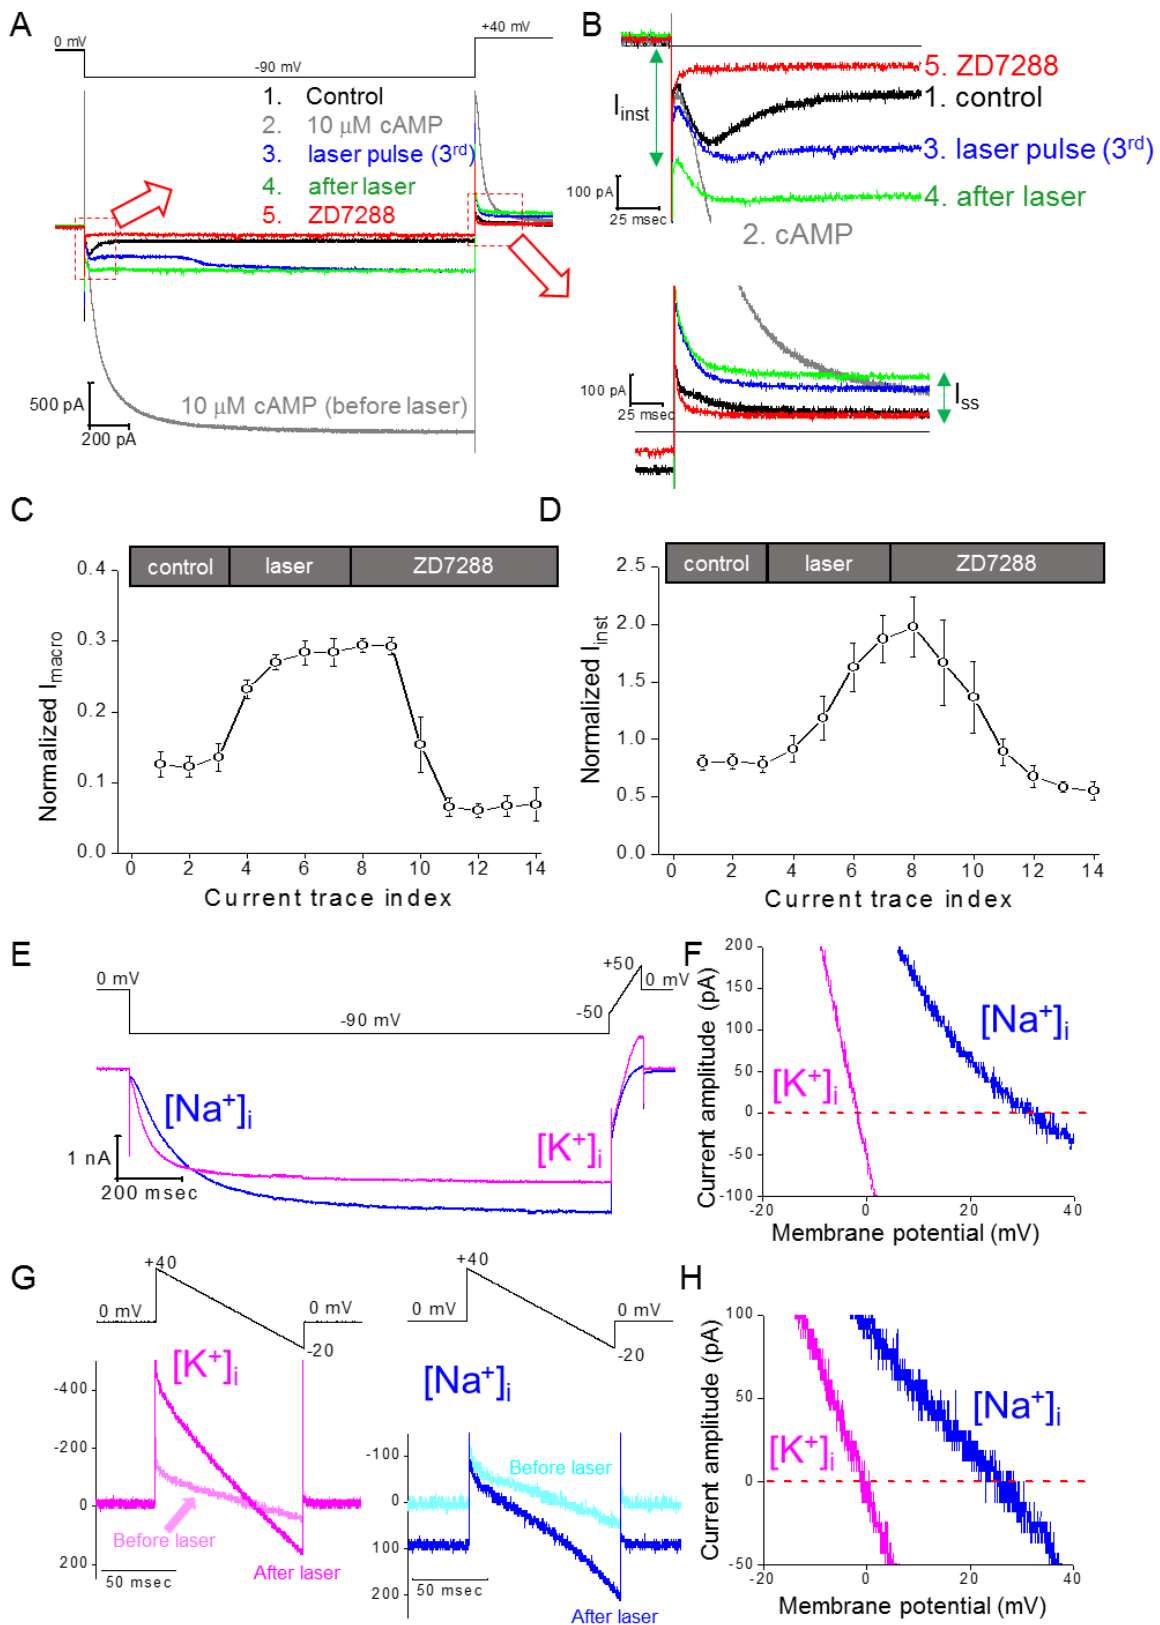 A
0 mV
-90 mV
+40 mV
1. Control
2. 10 μM cAMP
3. laser pulse (3rd)
4. after laser
5. ZD7288
10 μM cAMP (before laser)
500 pA
200 pA
B
Iinst
5. ZD7288
1. control
3. laser pulse (3rd)
4. after laser
2. cAMP
100 pA
25 msec
100 pA
25 msec
Iss
C
control laser ZD7288
Normalized Imacro
0.4
0.3
0.2
0.1
0.0
0 2 4 6 8 10 12 14
Current trace index
D
control laser ZD7288
Normalized Iinst
2.5
2.0
1.5
1.0
0.5
0.0
0 2 4 6 8 10 12 14
Current trace index
E
0 mV
-90 mV
+50
-50
0 mV
[Na+]i
[K+]i
1 nA
200 msec
F
Current amplitude (pA)
200
150
100
50
0
-50
-100
[Na+]i
[K+]i
-20 0 20 40
Membrane potential (mV)
G
+40
0 mV
0 mV
-20
[K+]i
-400
-200
0
200
Before laser
After laser
50 msec
+40
0 mV
0 mV
-20
[Na+]i
-100
0
100
200
Before laser
50 msec
After laser
H
Current amplitude (pA)
100
50
0
-50
[Na+]i
[K+]i
-20 0 20 40
Membrane potential (mV)